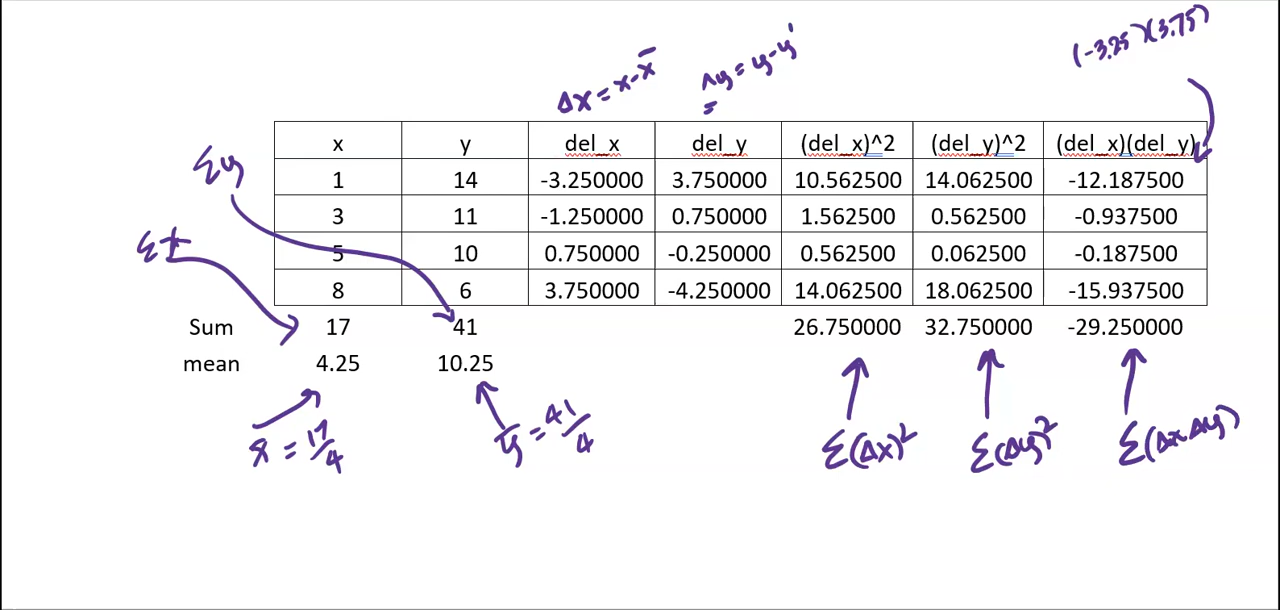 (-3.25)(3.75)
Δx = x-x̅
Δy = y-y'
=
x y del_x del_y (del_x)^2 (del_y)^2 (del_x)(del_y)
Σy
1 14 -3.250000 3.750000 10.562500 14.062500 -12.187500
3 11 -1.250000 0.750000 1.562500 0.562500 -0.937500
Σx
5 10 0.750000 -0.250000 0.562500 0.062500 -0.187500
8 6 3.750000 -4.250000 14.062500 18.062500 -15.937500
Sum 17 41 26.750000 32.750000 -29.250000
mean 4.25 10.25
x̅ = 17/4
y̅ = 41/4
Σ(Δx)²
Σ(Δy)²
Σ(Δx Δy)